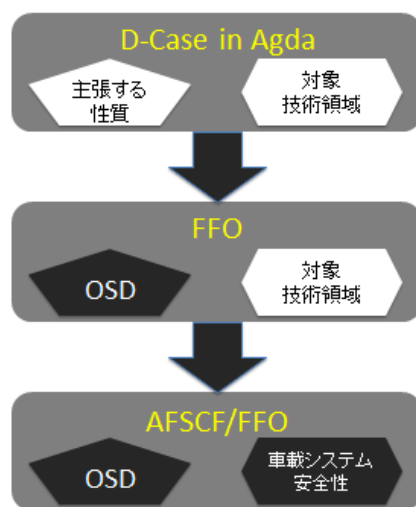 D-Case in Agda
主張する
性質
対象
技術領域
FFO
OSD
対象
技術領域
AFSCF/FFO
OSD
車載システム
安全性